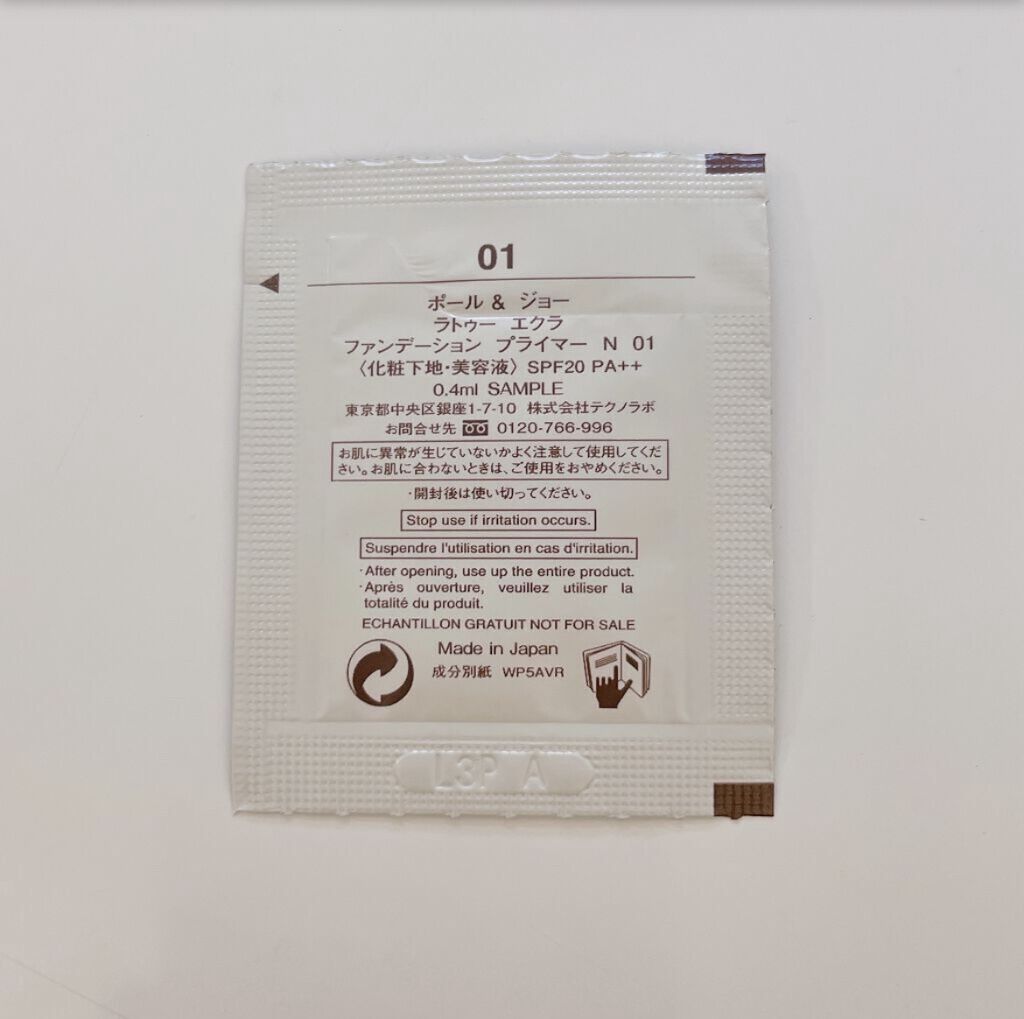 01
ポール & ジョー
ラトゥー エクラ
ファンデーション プライマー N 01
〈化粧下地・美容液〉SPF20 PA++
0.4ml SAMPLE
東京都中央区銀座1-7-10 株式会社テクノラボ
お問合せ先 0120-766-996
お肌に異常が生じていないかよく注意して使用してくだ
さい。お肌に合わないときは、ご使用をおやめください。
・開封後は使い切ってください。
Stop use if irritation occurs.
Suspendre l'utilisation en cas d'irritation.
・After opening, use up the entire product.
・Après ouverture, veuillez utiliser la
totalité du produit.
ECHANTILLON GRATUIT NOT FOR SALE
Made in Japan
成分別紙 WP5AVR
L3P A